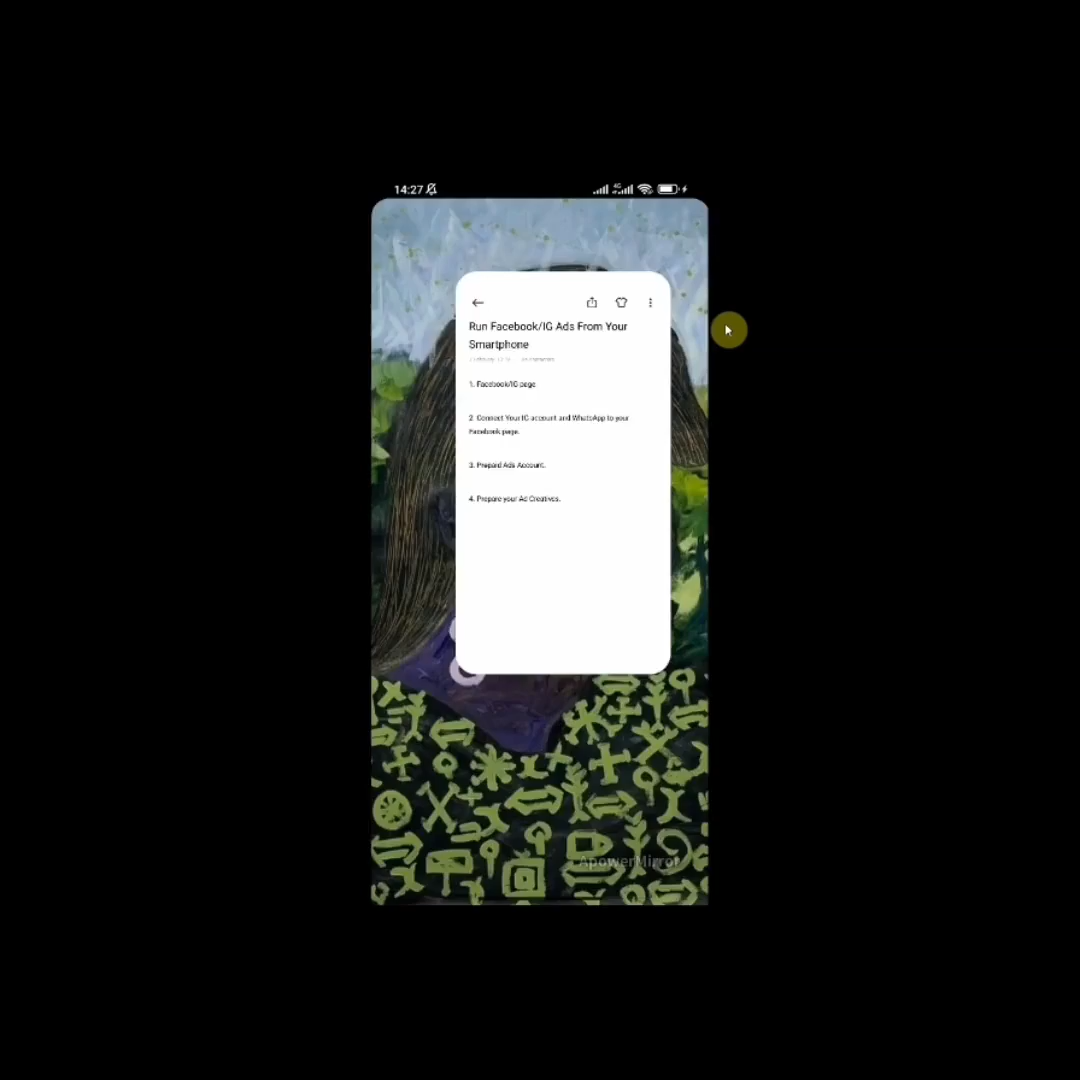 14:27
4G
Run Facebook/IG Ads From Your
Smartphone
1. Facebook/IG page
2. Connect Your IG account and WhatsApp to your
Facebook page.
3. Prepaid Ads Account.
4. Prepare your Ad Creatives.
ApowerMirror